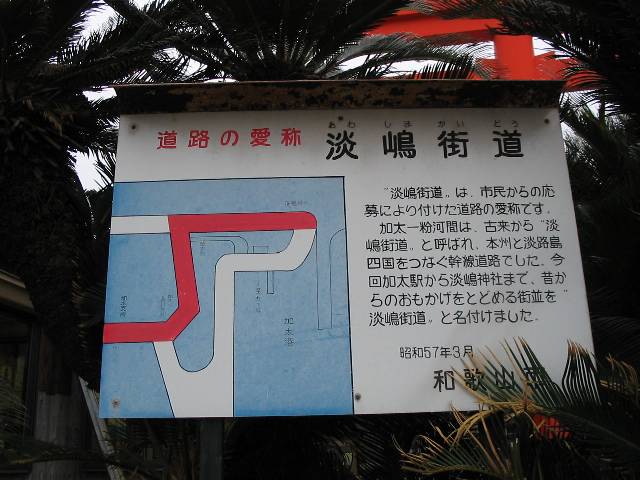 道路の愛称
あわしまかいどう
淡嶋街道
"淡嶋街道"は、市民からの応
募により付けた道路の愛称です。
加太ー粉河間は、古来から"淡
嶋街道"と呼ばれ、本州と淡路島
四国をつなぐ幹線道路でした。今
回加太駅から淡嶋神社まで、昔か
らのおもかげをとどめる街並を"
淡嶋街道"と名付けました。
昭和57年3月
和歌山
加太港